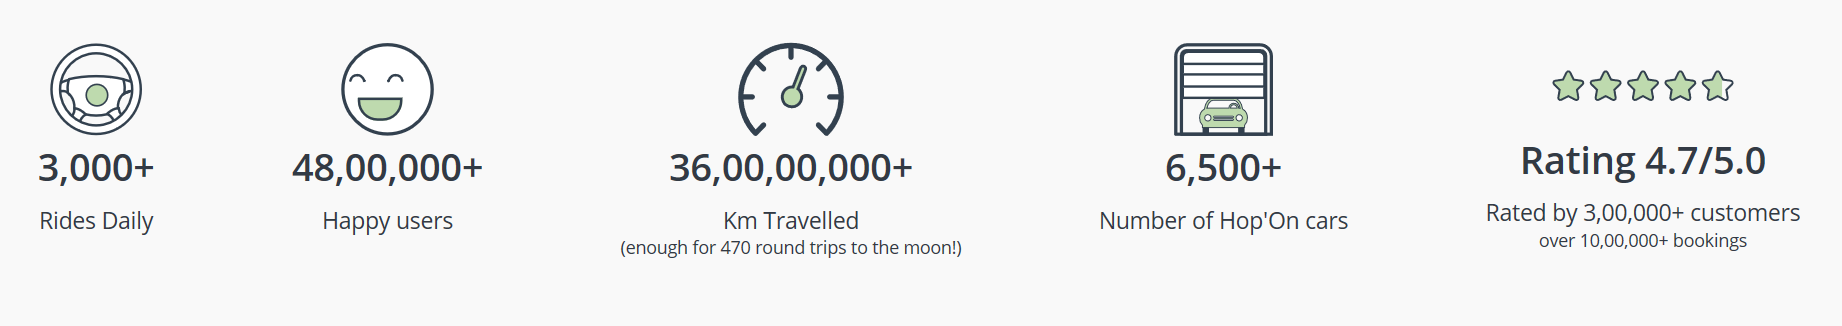 3,000+
Rides Daily
48,00,000+
Happy users
36,00,00,000+
Km Travelled
(enough for 470 round trips to the moon!)
6,500+
Number of Hop'On cars
Rating 4.7/5.0
Rated by 3,00,000+ customers
over 10,00,000+ bookings